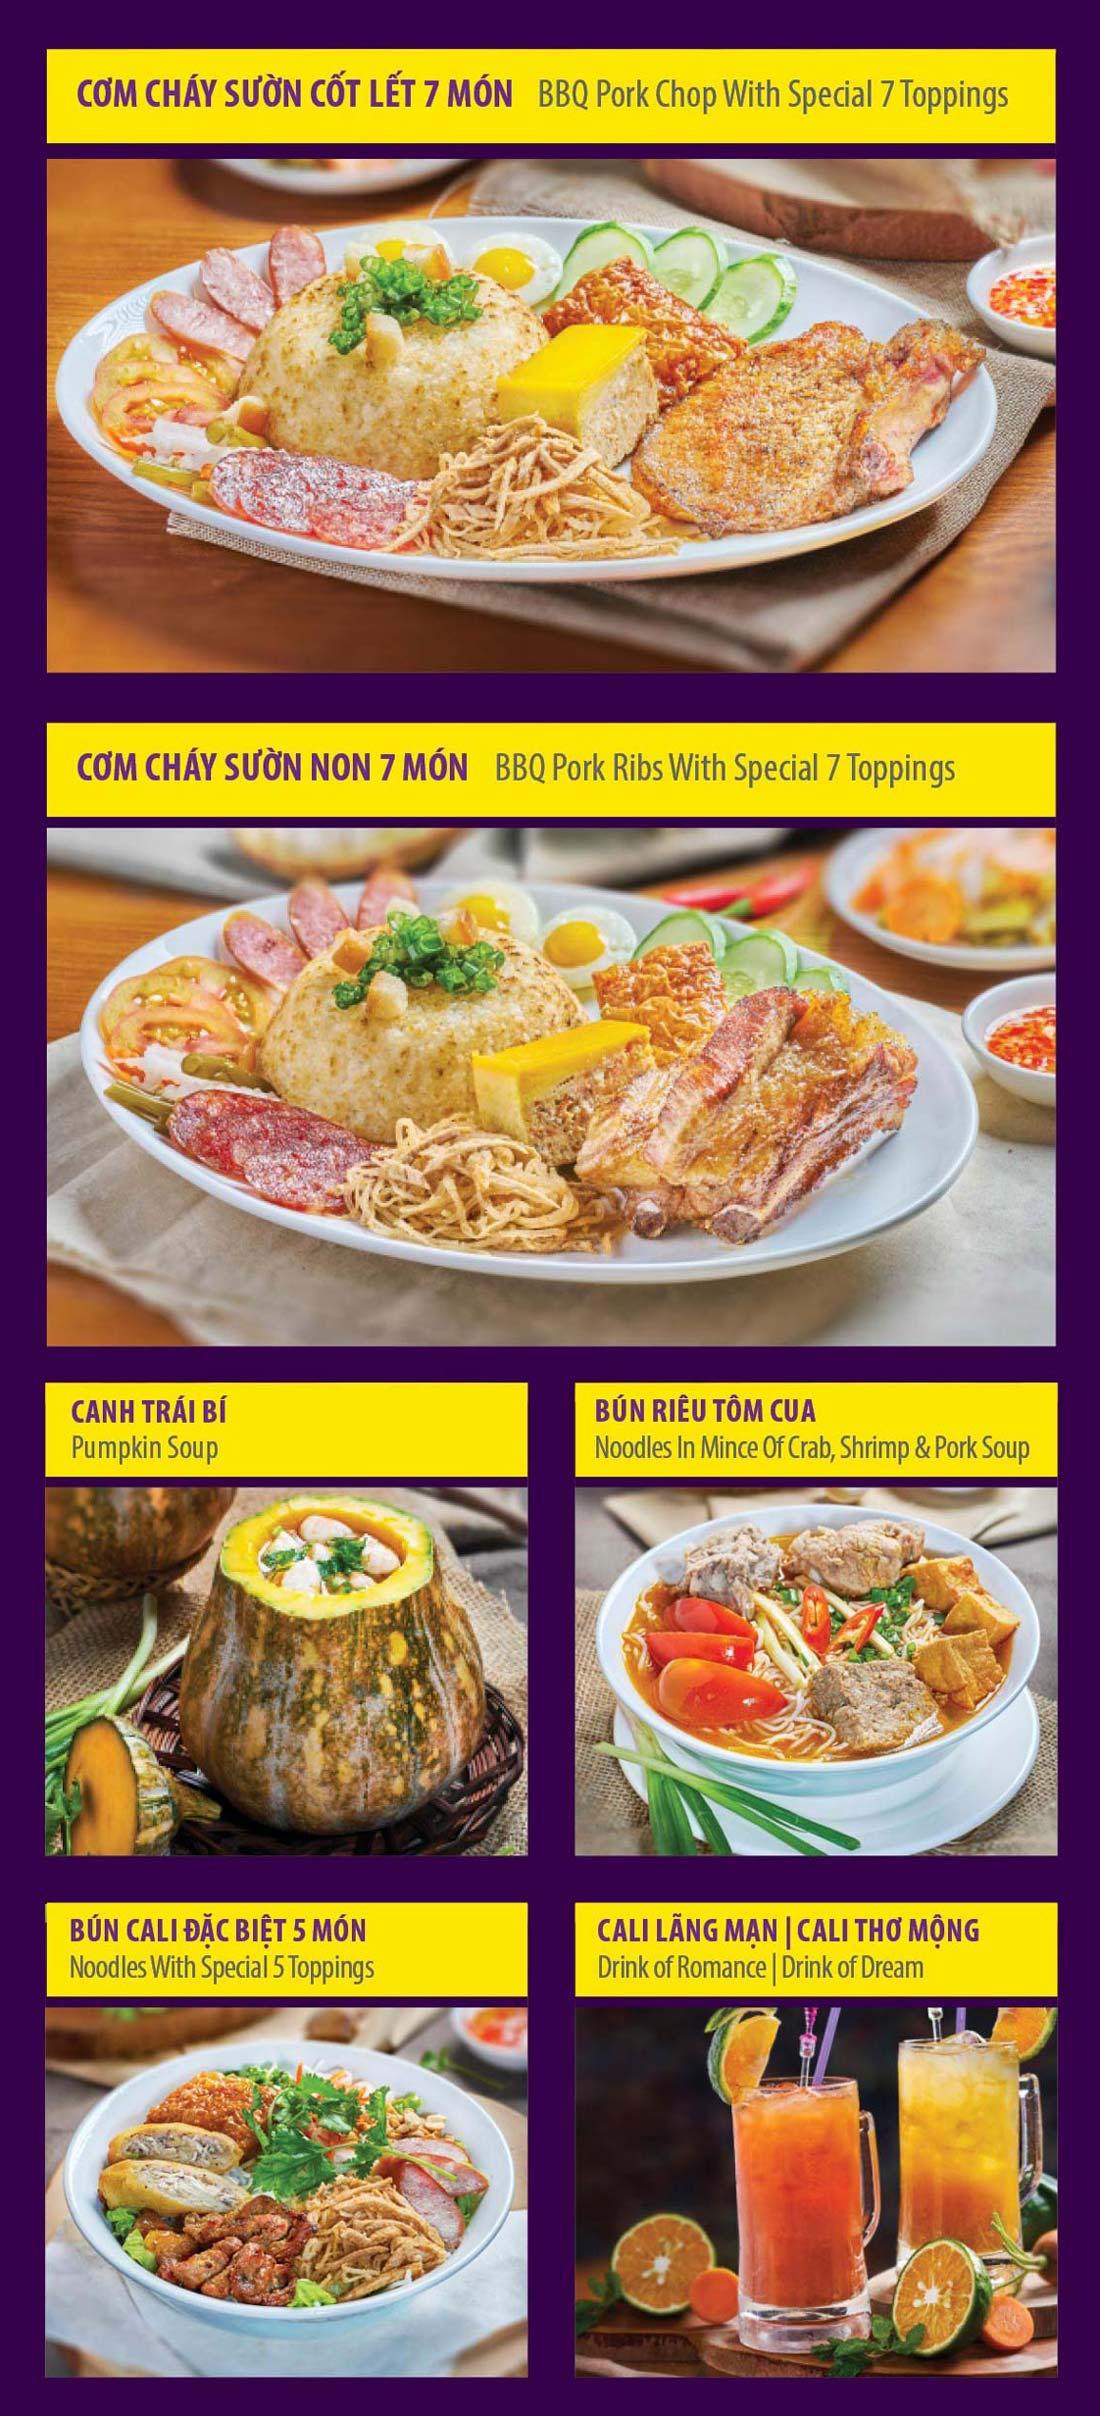 CƠM CHÁY SƯỜN CỐT LẾT 7 MÓN BBQ Pork Chop With Special 7 Toppings
CƠM CHÁY SƯỜN NON 7 MÓN BBQ Pork Ribs With Special 7 Toppings
CANH TRÁI BÍ
Pumpkin Soup
BÚN RIÊU TÔM CUA
Noodles In Mince Of Crab, Shrimp & Pork Soup
BÚN CALI ĐẶC BIỆT 5 MÓN
Noodles With Special 5 Toppings
CALI LÃNG MẠN | CALI THƠ MỘNG
Drink of Romance | Drink of Dream